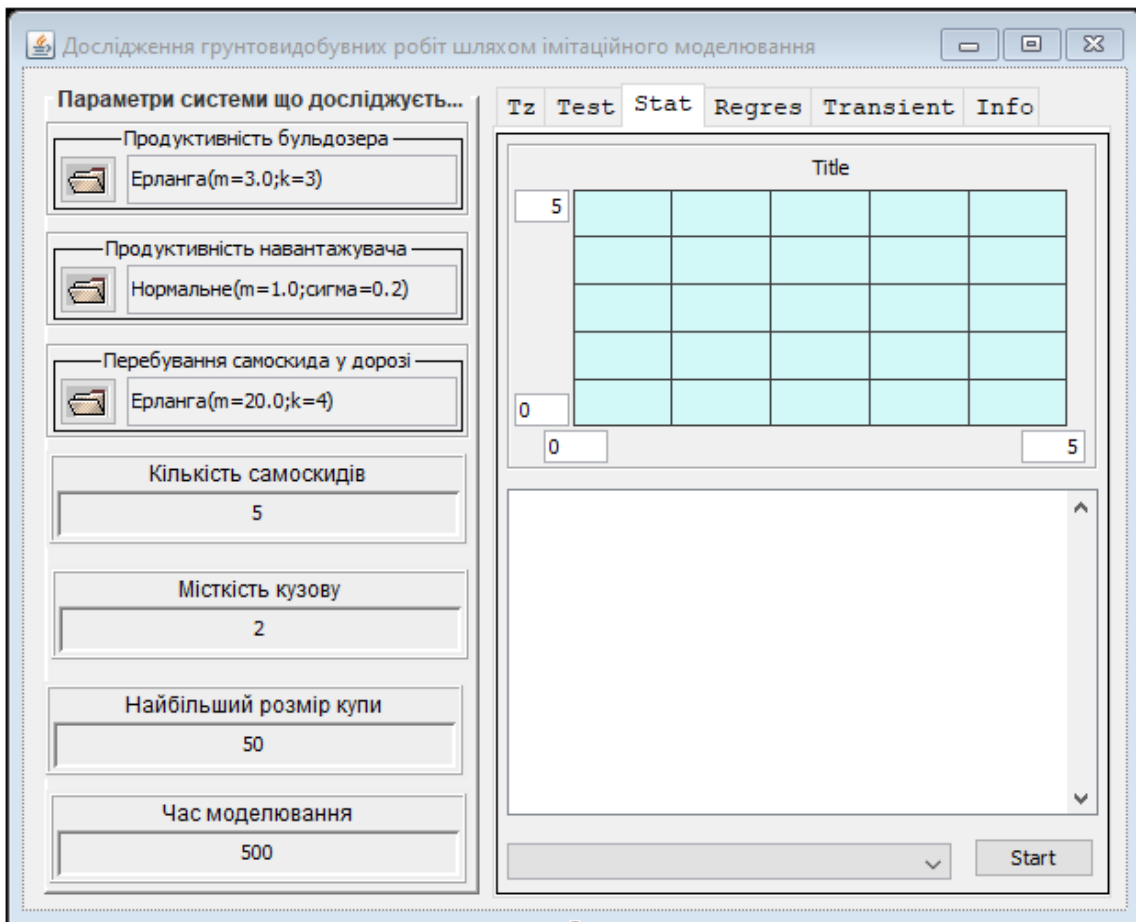 Дослідження грунтовидобувних робіт шляхом імітаційного моделювання
Параметри системи що досліджуєть...
Продуктивність бульдозера
Ерланга(m=3.0;k=3)
Продуктивність навантажувача
Нормальне(m=1.0;сигма=0.2)
Перебування самоскида у дорозі
Ерланга(m=20.0;k=4)
Кількість самоскидів
5
Місткість кузову
2
Найбільший розмір купи
50
Час моделювання
500
Tz Test Stat Regres Transient Info
Title
5
0
0 5
Start